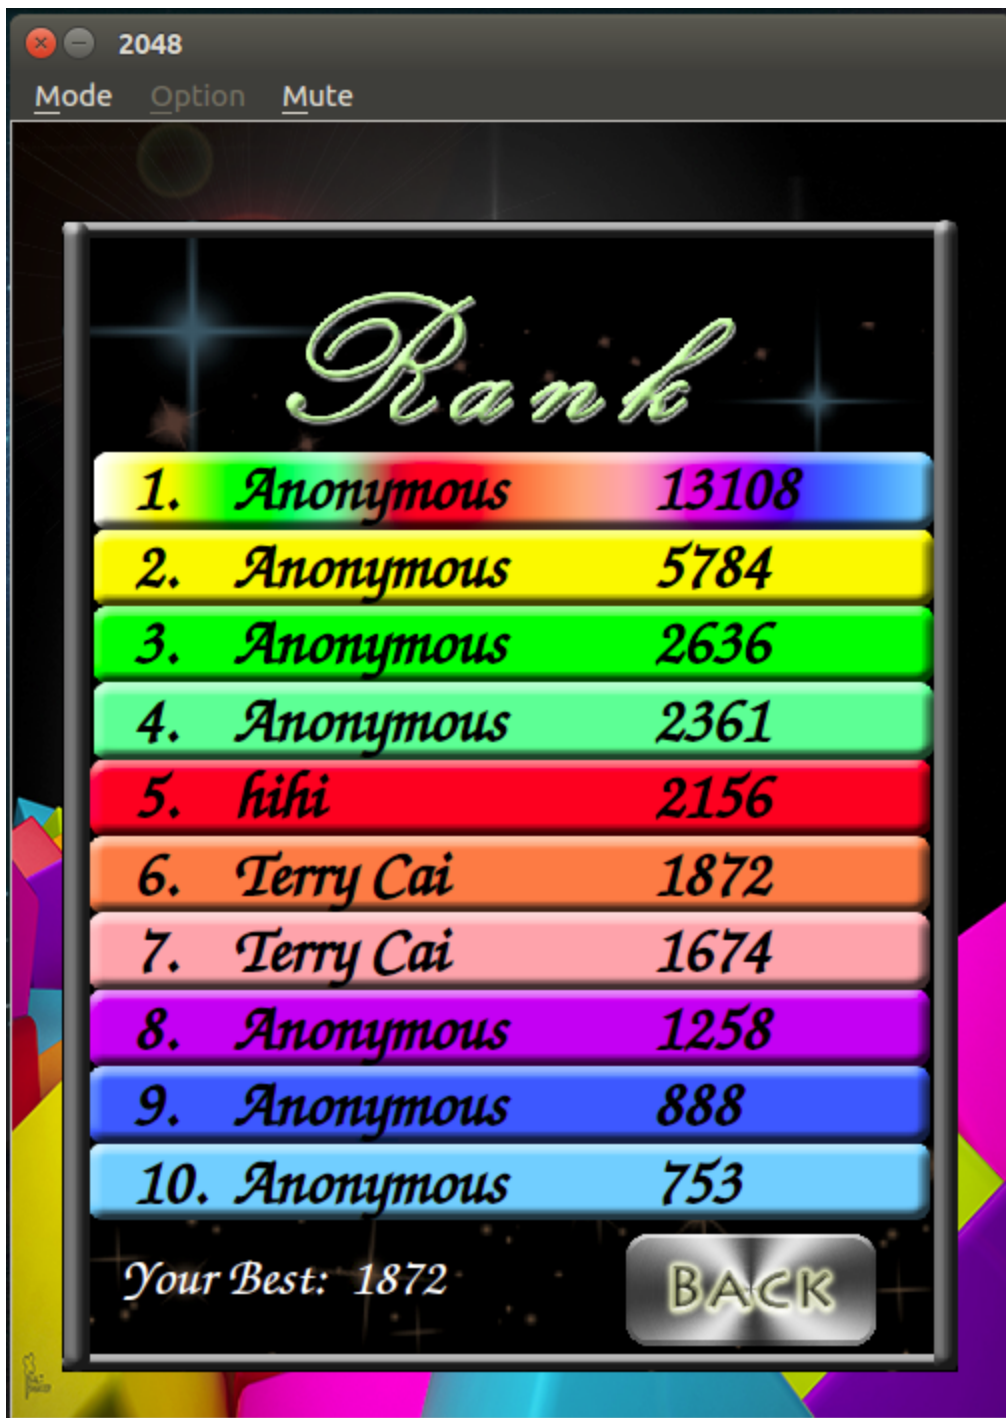 2048
Mode Option Mute
Rank
1. Anonymous 13108
2. Anonymous 5784
3. Anonymous 2636
4. Anonymous 2361
5. hihi 2156
6. Terry Cai 1872
7. Terry Cai 1674
8. Anonymous 1258
9. Anonymous 888
10. Anonymous 753
Your Best: 1872
BACK